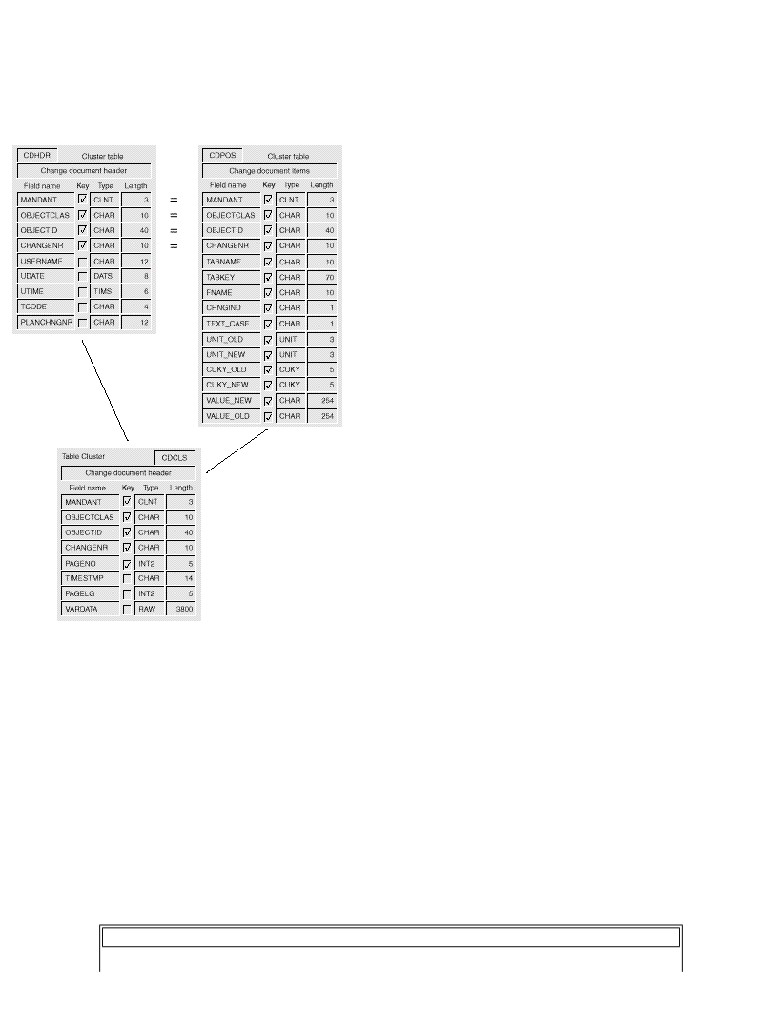 CDHDR Cluster table
Change document header
Field name Key Type Length
MANDANT CLNT 3
OBJECTCLAS CHAR 10
OBJECTID CHAR 40
CHANGENR CHAR 10
USERNAME CHAR 12
UDATE DATS 8
UTIME TIMS 6
TCODE CHAR 4
PLANCHNGNR CHAR 12
=
=
=
=
CDPOS Cluster table
Change document items
Field name Key Type Length
MANDANT CLNT 3
OBJECTCLAS CHAR 10
OBJECTID CHAR 40
CHANGENR CHAR 10
TABNAME CHAR 10
TABKEY CHAR 70
FNAME CHAR 10
CHNGIND CHAR 1
TEXT_CASE CHAR 1
UNIT_OLD UNIT 3
UNIT_NEW UNIT 3
CUKY_OLD CUKY 5
CUKY_NEW CUKY 5
VALUE_NEW CHAR 254
VALUE_OLD CHAR 254
Table Cluster CDCLS
Change document header
Field name Key Type Length
MANDANT CLNT 3
OBJECTCLAS CHAR 10
OBJECTID CHAR 40
CHANGENR CHAR 10
PAGENO INT2 5
TIMESTMP CHAR 14
PAGELG INT2 5
VARDATA RAW 3800